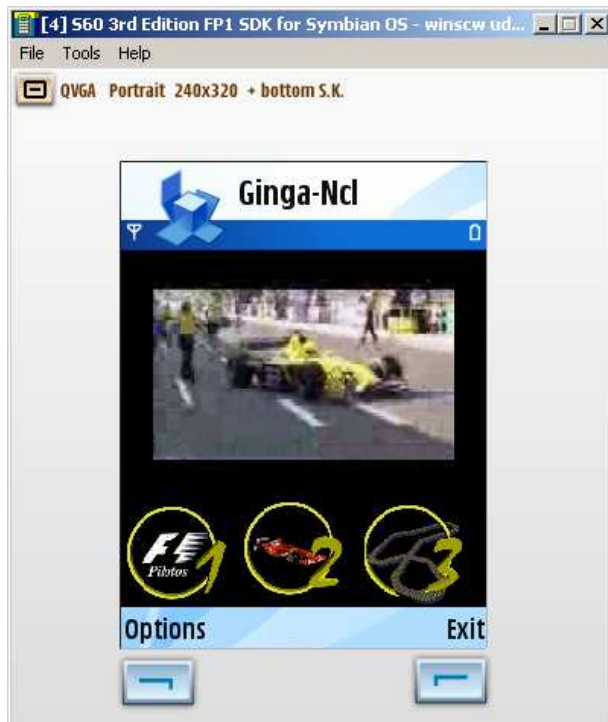 [4] S60 3rd Edition FP1 SDK for Symbian OS - winscw ud...
File Tools Help
QVGA Portrait 240x320 + bottom S.K.
Ginga-Ncl
F1
Pilotos
1
2
3
Options Exit